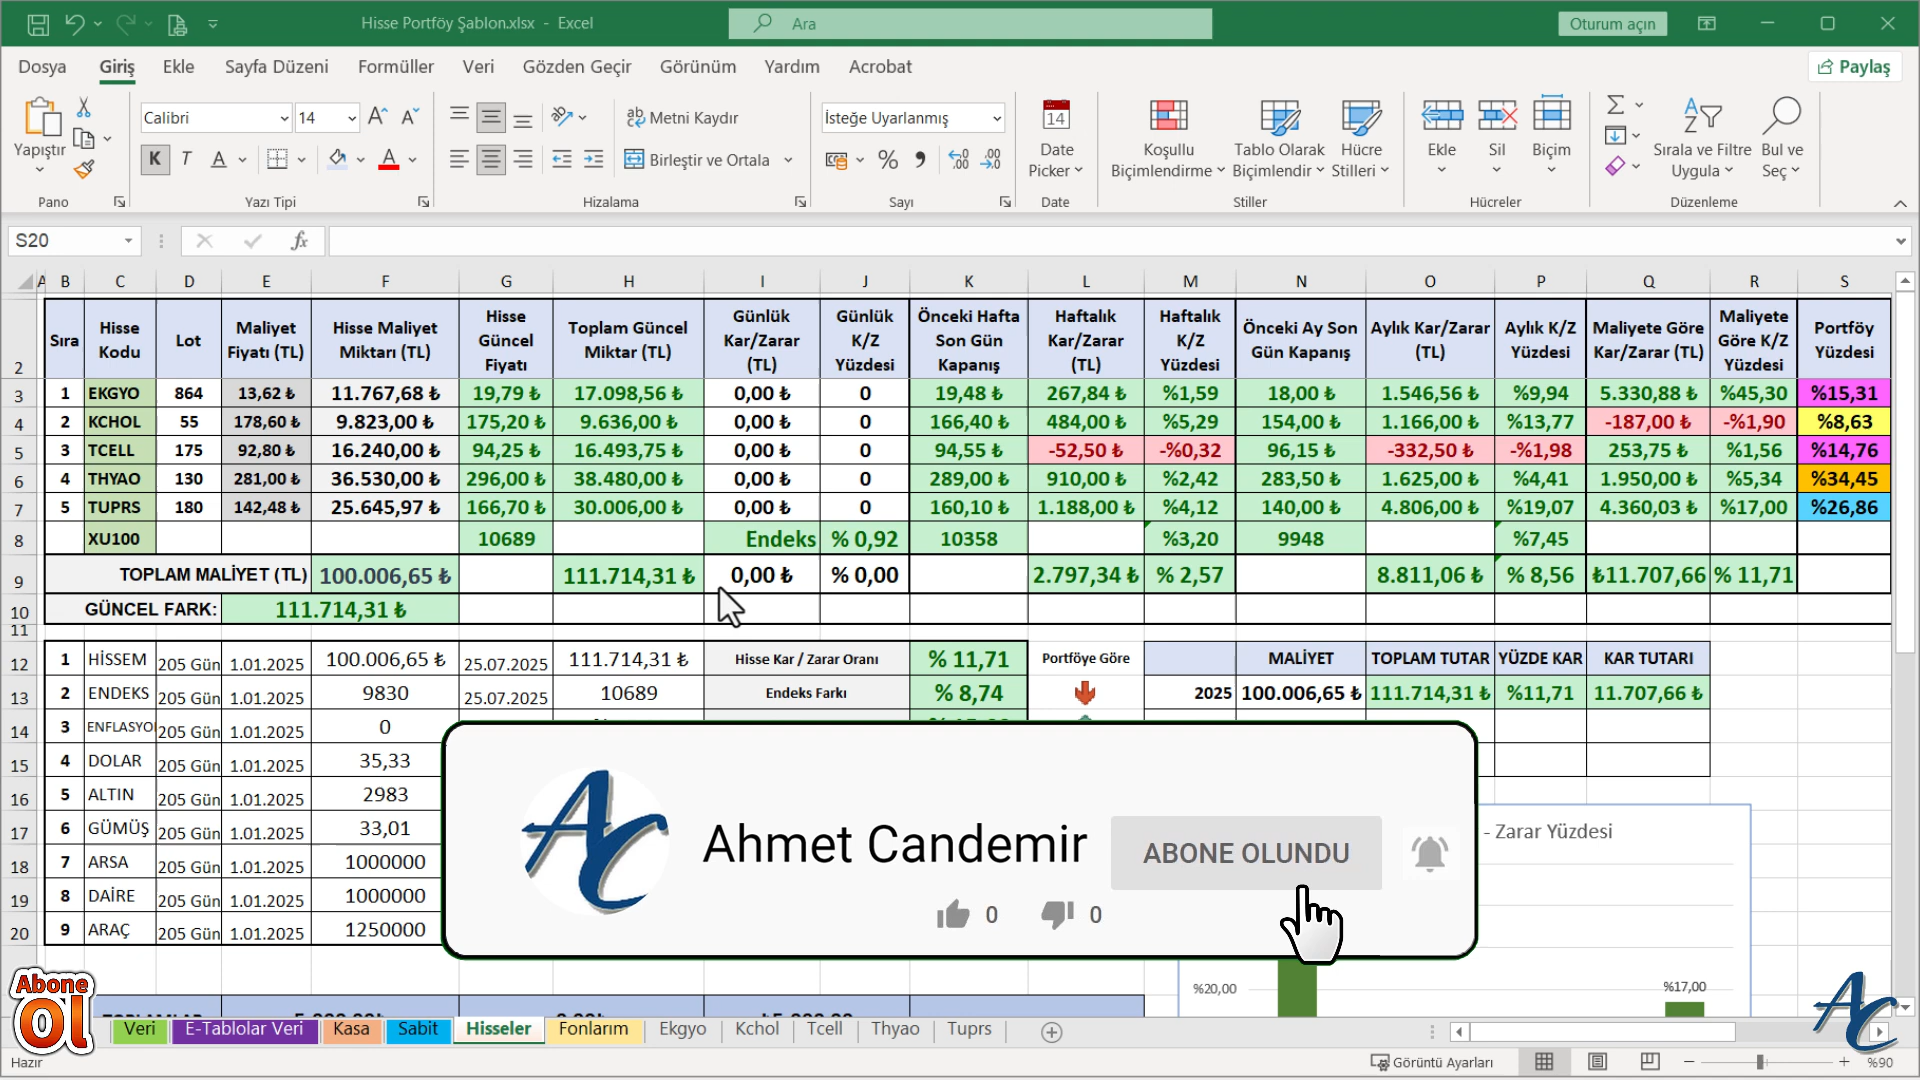 Hisse Portföy Şablon.xlsx - Excel
Ara
Oturum açın
Dosya Giriş Ekle Sayfa Düzeni Formüller Veri Gözden Geçir Görünüm Yardım Acrobat
Paylaş
Yapıştır
Pano
Calibri 14
K T A A
Yazı Tipi
Metni Kaydır
Birleştir ve Ortala
Hizalama
İsteğe Uyarlanmış
Sayı
14
Date Picker
Date
Koşullu Biçimlendirme
Tablo Olarak Biçimlendir
Hücre Stilleri
Stiller
Ekle Sil Biçim
Hücreler
Sırala ve Filtre Uygula
Bul ve Seç
Düzenleme
S20
fx
A B C D E F G H I J K L M N O P Q R S
2 Sıra Hisse Kodu Lot Maliyet Fiyatı (TL) Hisse Maliyet Miktarı (TL) Hisse Güncel Fiyatı Toplam Güncel Miktar (TL) Günlük Kar/Zarar (TL) Günlük K/Z Yüzdesi Önceki Hafta Son Gün Kapanış Haftalık Kar/Zarar (TL) Haftalık K/Z Yüzdesi Önceki Ay Son Gün Kapanış Aylık Kar/Zarar (TL) Aylık K/Z Yüzdesi Maliyete Göre Kar/Zarar (TL) Maliyete Göre K/Z Yüzdesi Portföy Yüzdesi
3 1 EKGYO 864 13,62 ₺ 11.767,68 ₺ 19,79 ₺ 17.098,56 ₺ 0,00 ₺ 0 19,48 ₺ 267,84 ₺ %1,59 18,00 ₺ 1.546,56 ₺ %9,94 5.330,88 ₺ %45,30 %15,31
4 2 KCHOL 55 178,60 ₺ 9.823,00 ₺ 175,20 ₺ 9.636,00 ₺ 0,00 ₺ 0 166,40 ₺ 484,00 ₺ %5,29 154,00 ₺ 1.166,00 ₺ %13,77 -187,00 ₺ -%1,90 %8,63
5 3 TCELL 175 92,80 ₺ 16.240,00 ₺ 94,25 ₺ 16.493,75 ₺ 0,00 ₺ 0 94,55 ₺ -52,50 ₺ -%0,32 96,15 ₺ -332,50 ₺ -%1,98 253,75 ₺ %1,56 %14,76
6 4 THYAO 130 281,00 ₺ 36.530,00 ₺ 296,00 ₺ 38.480,00 ₺ 0,00 ₺ 0 289,00 ₺ 910,00 ₺ %2,42 283,50 ₺ 1.625,00 ₺ %4,41 1.950,00 ₺ %5,34 %34,45
7 5 TUPRS 180 142,48 ₺ 25.645,97 ₺ 166,70 ₺ 30.006,00 ₺ 0,00 ₺ 0 160,10 ₺ 1.188,00 ₺ %4,12 140,00 ₺ 4.806,00 ₺ %19,07 4.360,03 ₺ %17,00 %26,86
8 XU100 10689 Endeks % 0,92 10358 %3,20 9948 %7,45
9 TOPLAM MALİYET (TL) 100.006,65 ₺ 111.714,31 ₺ 0,00 ₺ % 0,00 2.797,34 ₺ % 2,57 8.811,06 ₺ % 8,56 ₺11.707,66 % 11,71
10 GÜNCEL FARK: 111.714,31 ₺
11
12 1 HİSSEM 205 Gün 1.01.2025 100.006,65 ₺ 25.07.2025 111.714,31 ₺ Hisse Kar / Zarar Oranı % 11,71 Portföye Göre MALİYET TOPLAM TUTAR YÜZDE KAR KAR TUTARI
13 2 ENDEKS 205 Gün 1.01.2025 9830 25.07.2025 10689 Endeks Farkı % 8,74 2025 100.006,65 ₺ 111.714,31 ₺ %11,71 11.707,66 ₺
14 3 ENFLASYO 205 Gün 1.01.2025 0
15 4 DOLAR 205 Gün 1.01.2025 35,33
16 5 ALTIN 205 Gün 1.01.2025 2983
17 6 GÜMÜŞ 205 Gün 1.01.2025 33,01
18 7 ARSA 205 Gün 1.01.2025 1000000
19 8 DAİRE 205 Gün 1.01.2025 1000000
20 9 ARAÇ 205 Gün 1.01.2025 1250000
- Zarar Yüzdesi
%20,00
%17,00
AC
Ahmet Candemir
ABONE OLUNDU
0 0
Abone
Ol
AC
Veri E-Tablolar Veri Kasa Sabit Hisseler Fonlarım Ekgyo Kchol Tcell Thyao Tuprs
Hazır
Görüntü Ayarları
%90